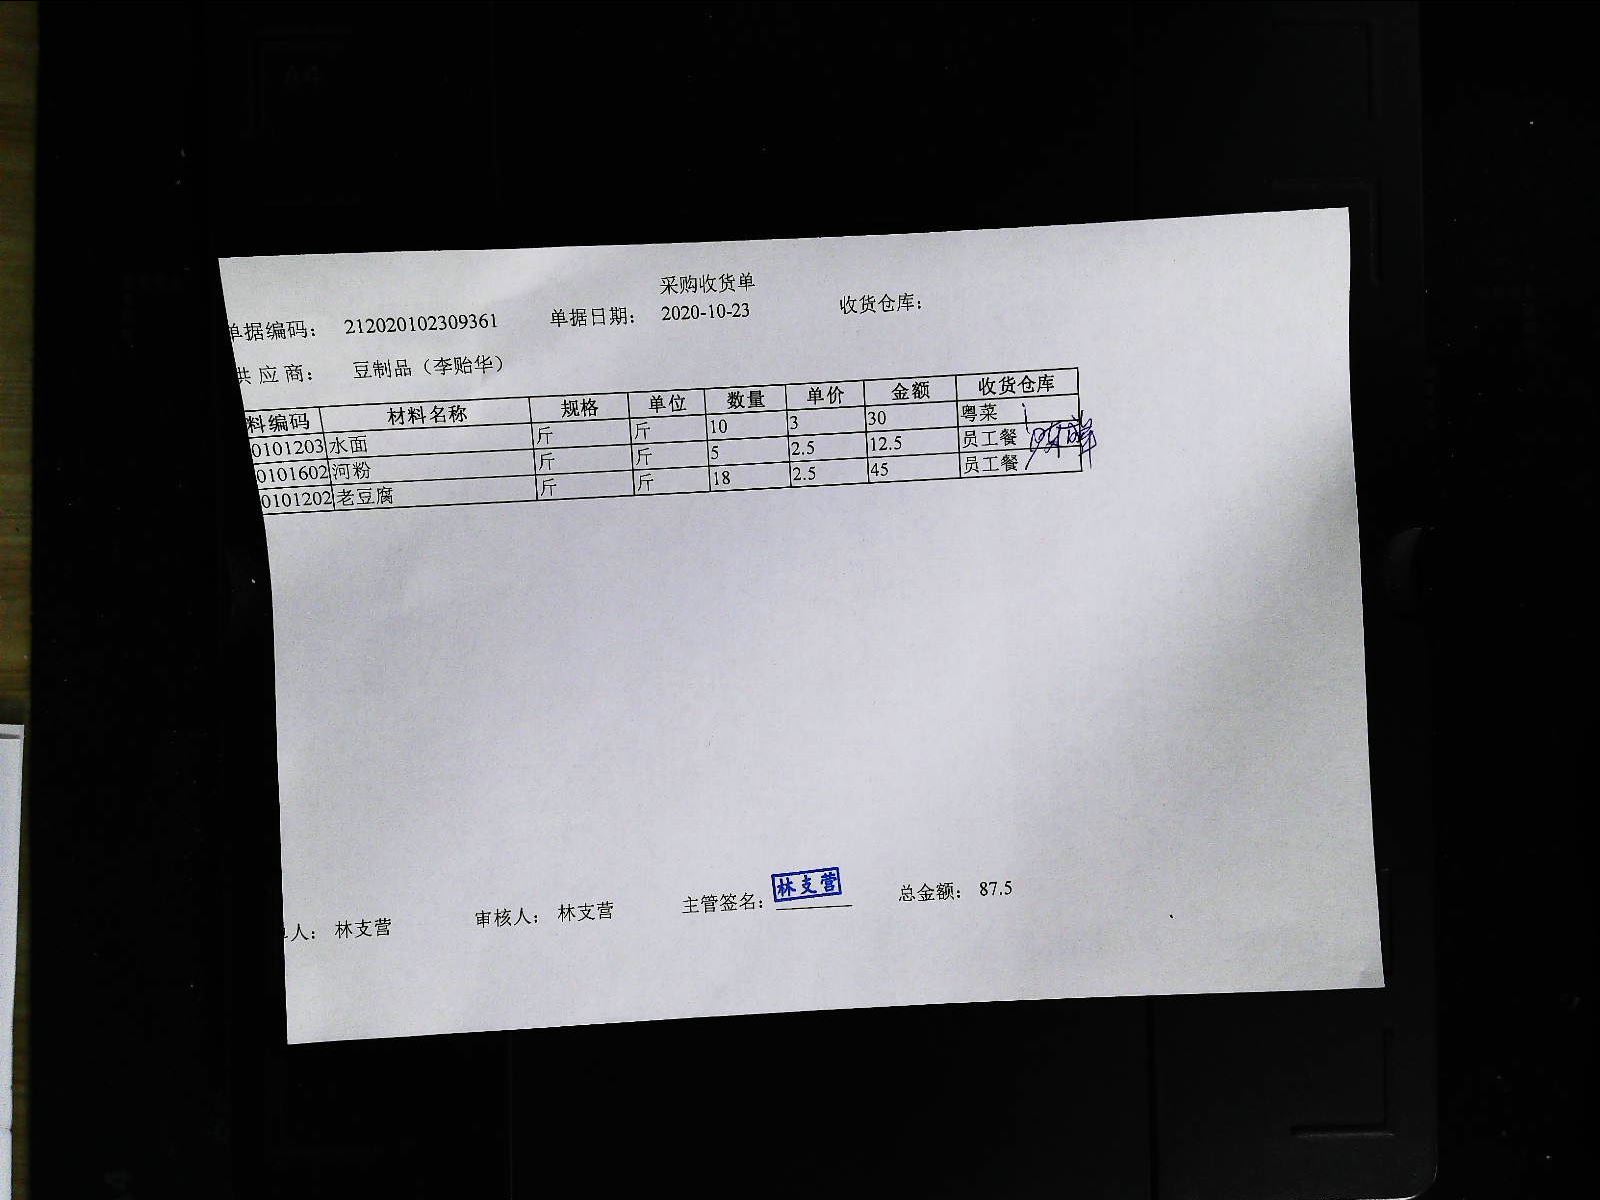 采购收货单
单据编码： 212020102309361 单据日期： 2020-10-23 收货仓库：
供应商： 豆制品（李贻华）
料编码 材料名称 规格 单位 数量 单价 金额 收货仓库
0101203 水面 斤 斤 10 3 30 粤菜
0101602 河粉 斤 斤 5 2.5 12.5 员工餐
0101202 老豆腐 斤 斤 18 2.5 45 员工餐
人： 林支营 审核人： 林支营 主管签名： 林支营 总金额： 87.5